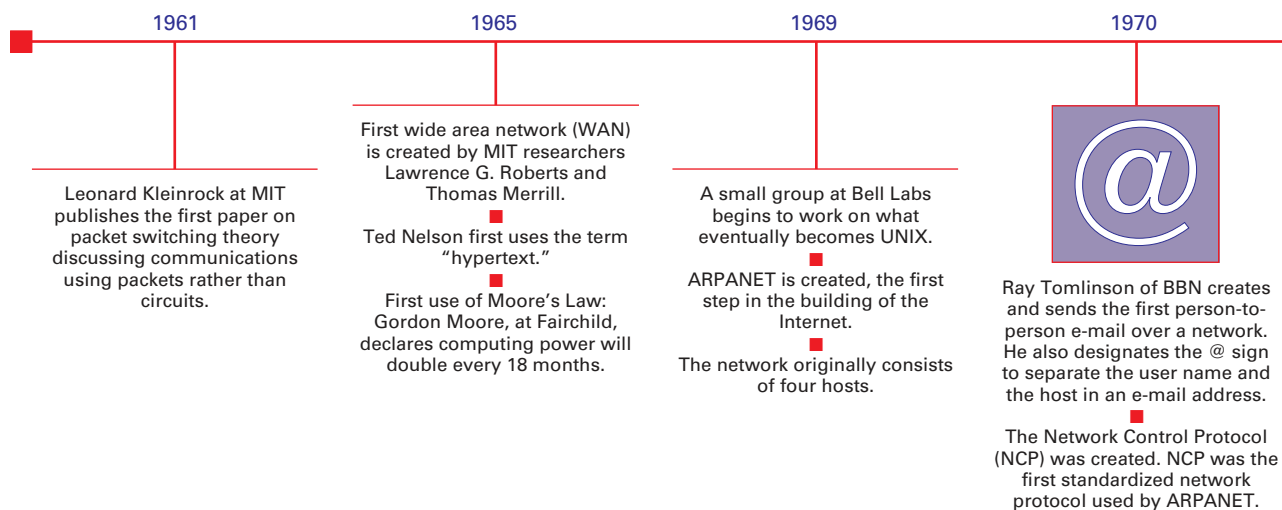 1961
1965
1969
1970
Leonard Kleinrock at MIT
publishes the first paper on
packet switching theory
discussing communications
using packets rather than
circuits.
First wide area network (WAN)
is created by MIT researchers
Lawrence G. Roberts and
Thomas Merrill.
Ted Nelson first uses the term
“hypertext.”
First use of Moore’s Law:
Gordon Moore, at Fairchild,
declares computing power will
double every 18 months.
A small group at Bell Labs
begins to work on what
eventually becomes UNIX.
ARPANET is created, the first
step in the building of the
Internet.
The network originally consists
of four hosts.
@
Ray Tomlinson of BBN creates
and sends the first person-to-
person e-mail over a network.
He also designates the @ sign
to separate the user name and
the host in an e-mail address.
The Network Control Protocol
(NCP) was created. NCP was the
first standardized network
protocol used by ARPANET.